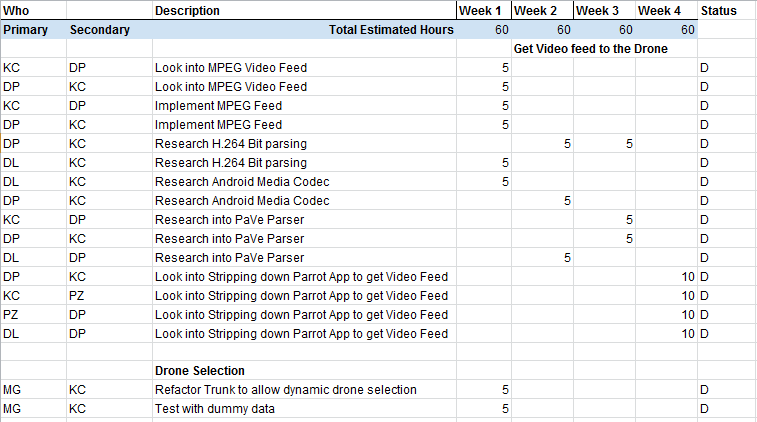 Who Description Week 1 Week 2 Week 3 Week 4 Status
Primary Secondary Total Estimated Hours 60 60 60 60
Get Video feed to the Drone
KC DP Look into MPEG Video Feed 5 D
DP KC Look into MPEG Video Feed 5 D
KC DP Implement MPEG Feed 5 D
DP KC Implement MPEG Feed 5 D
DP KC Research H.264 Bit parsing 5 5 D
DL KC Research H.264 Bit parsing 5 D
DL KC Research Android Media Codec 5 D
DP KC Research Android Media Codec 5 D
KC DP Research into PaVe Parser 5 D
DP KC Research into PaVe Parser 5 D
DL DP Research into PaVe Parser 5 D
DP KC Look into Stripping down Parrot App to get Video Feed 10 D
KC PZ Look into Stripping down Parrot App to get Video Feed 10 D
PZ DP Look into Stripping down Parrot App to get Video Feed 10 D
DL DP Look into Stripping down Parrot App to get Video Feed 10 D
Drone Selection
MG KC Refactor Trunk to allow dynamic drone selection 5 D
MG KC Test with dummy data 5 D